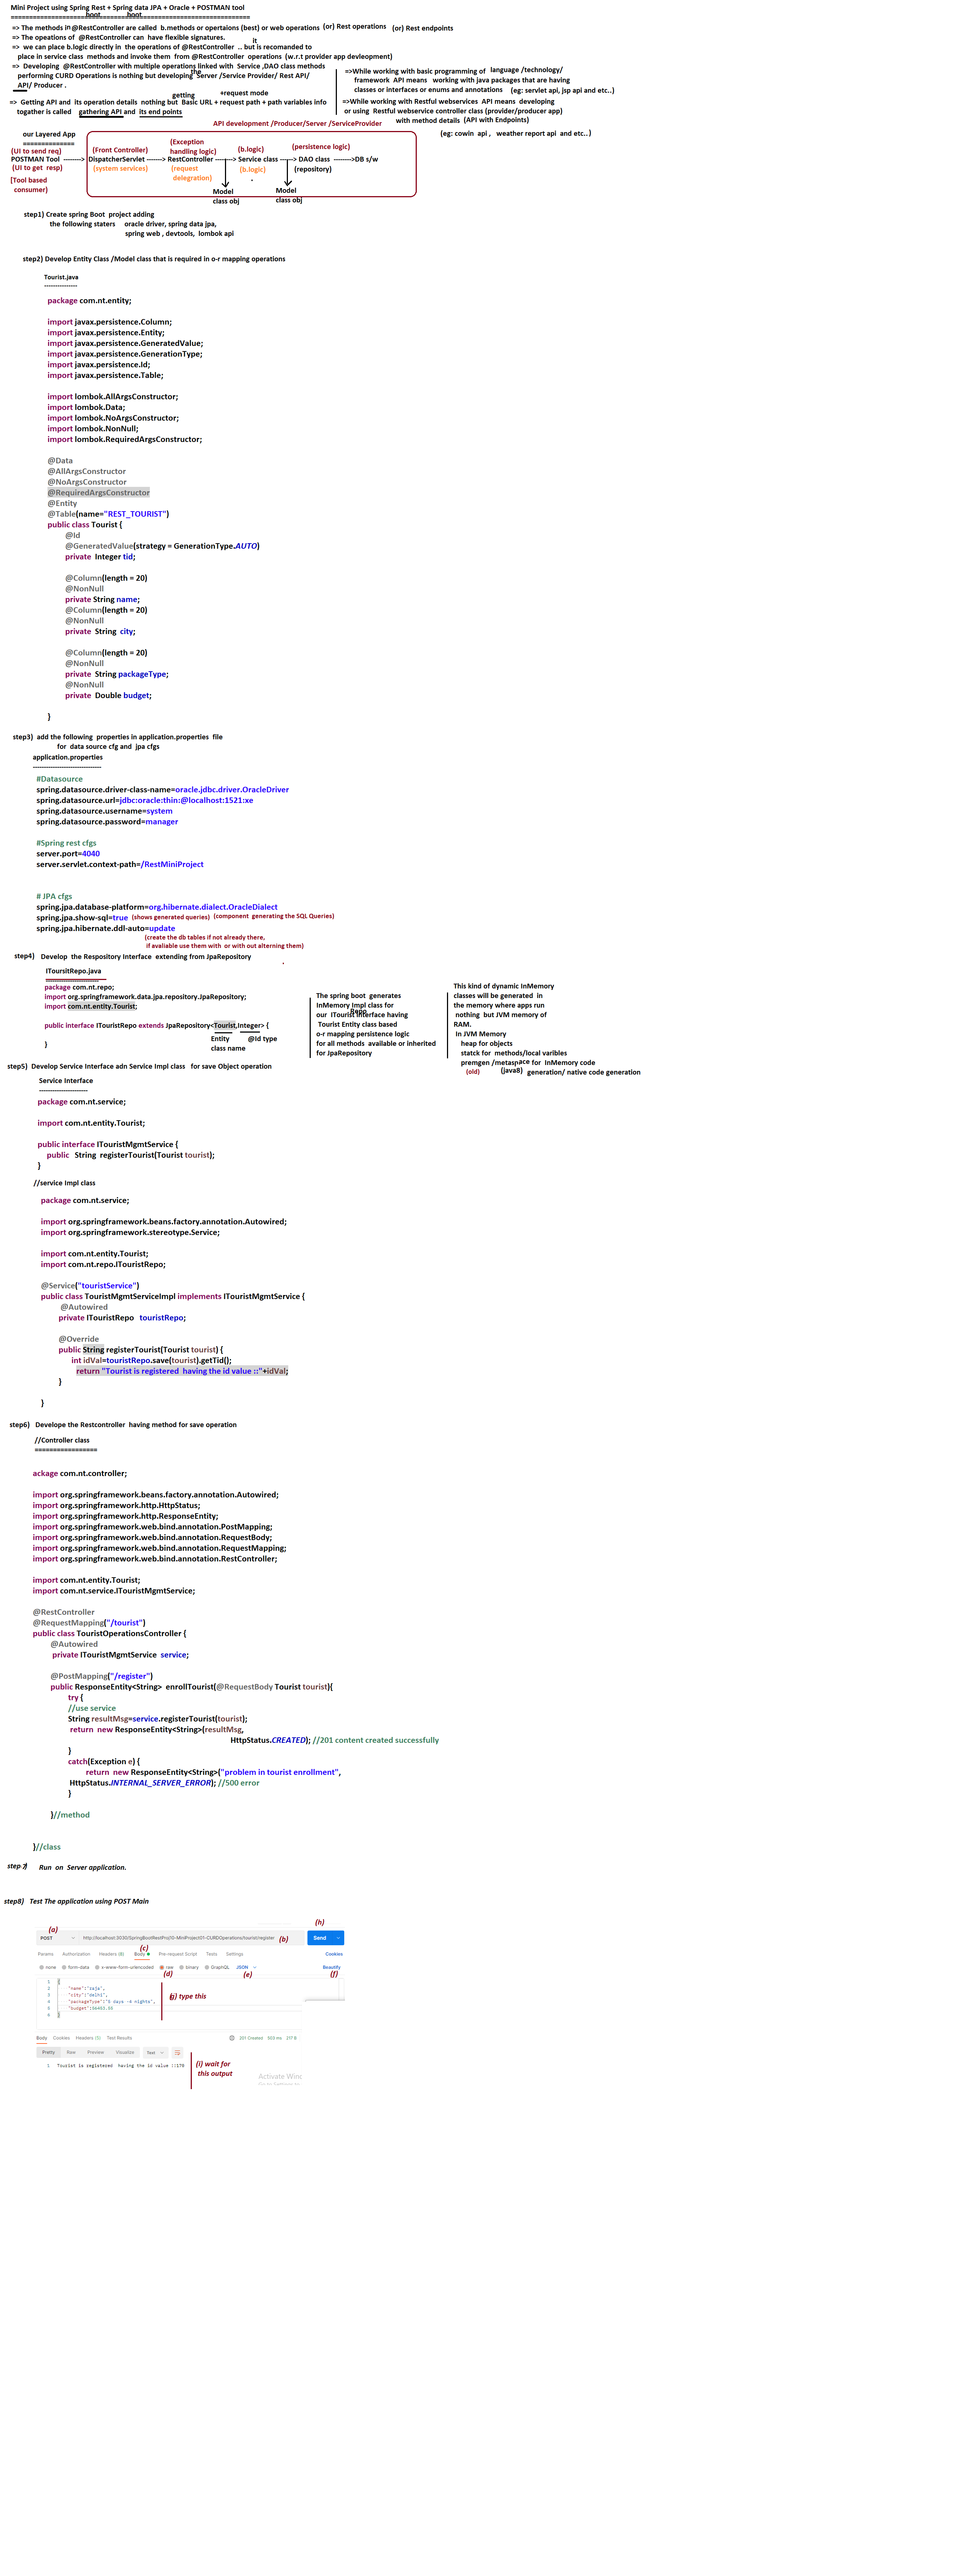 Mini Project using Spring Rest + Spring data JPA + Oracle + POSTMAN tool
boot boot
=================================================================
=> The methods in @RestController are called b.methods or opertaions (best) or web operations (or) Rest operations (or) Rest endpoints
=> The opeations of @RestController can have flexible signatures.
it
=> we can place b.logic directly in the operations of @RestController .. but is recomanded to
place in service class methods and invoke them from @RestController operations (w.r.t provider app devleopment)
=> Developing @RestController with multiple operations linked with Service ,DAO class methods
the
performing CURD Operations is nothing but developing Server /Service Provider/ Rest API/
API/ Producer .
getting +request mode
=> Getting API and its operation details nothing but Basic URL + request path + path variables info
togather is called gathering API and its end points
=>While working with basic programming of language /technology/
framework API means working with java packages that are having
classes or interfaces or enums and annotations (eg: servlet api, jsp api and etc..)
=>While working with Restful webservices API means developing
or using Restful webservice controller class (provider/producer app)
with method details (API with Endpoints)
(eg: cowin api , weather report api and etc.. )
API development /Producer/Server /ServiceProvider
our Layered App
==============
(UI to send req) (Front Controller) (Exception handling logic) (b.logic) (persistence logic)
POSTMAN Tool --------> DispatcherServlet -------> RestController -------> Service class ------> DAO class -------->DB s/w
(UI to get resp) (system services) (request delegration) (b.logic) (repository)
[Tool based
consumer)
Model
class obj
Model
class obj
step1) Create spring Boot project adding
the following staters oracle driver, spring data jpa,
spring web , devtools, lombok api
step2) Develop Entity Class /Model class that is required in o-r mapping operations
Tourist.java
---------------
package com.nt.entity;
import javax.persistence.Column;
import javax.persistence.Entity;
import javax.persistence.GeneratedValue;
import javax.persistence.GenerationType;
import javax.persistence.Id;
import javax.persistence.Table;
import lombok.AllArgsConstructor;
import lombok.Data;
import lombok.NoArgsConstructor;
import lombok.NonNull;
import lombok.RequiredArgsConstructor;
@Data
@AllArgsConstructor
@NoArgsConstructor
@RequiredArgsConstructor
@Entity
@Table(name="REST_TOURIST")
public class Tourist {
@Id
@GeneratedValue(strategy = GenerationType.AUTO)
private Integer tid;
@Column(length = 20)
@NonNull
private String name;
@Column(length = 20)
@NonNull
private String city;
@Column(length = 20)
@NonNull
private String packageType;
@NonNull
private Double budget;
}
step3) add the following properties in application.properties file
for data source cfg and jpa cfgs
application.properties
-------------------------------
#Datasource
spring.datasource.driver-class-name=oracle.jdbc.driver.OracleDriver
spring.datasource.url=jdbc:oracle:thin:@localhost:1521:xe
spring.datasource.username=system
spring.datasource.password=manager
#Spring rest cfgs
server.port=4040
server.servlet.context-path=/RestMiniProject
# JPA cfgs
spring.jpa.database-platform=org.hibernate.dialect.OracleDialect
spring.jpa.show-sql=true (shows generated queries) (component generating the SQL Queries)
spring.jpa.hibernate.ddl-auto=update
(create the db tables if not already there,
if avaliable use them with or with out alterning them)
step4) Develop the Respository Interface extending from JpaRepository
IToursitRepo.java
------------------------
package com.nt.repo;
import org.springframework.data.jpa.repository.JpaRepository;
import com.nt.entity.Tourist;
public interface ITouristRepo extends JpaRepository<Tourist,Integer> {
Entity @Id type
class name
}
The spring boot generates
InMemory Impl class for
Repo
our ITourist Interface having
Tourist Entity class based
o-r mapping persistence logic
for all methods available or inherited
for JpaRepository
This kind of dynamic InMemory
classes will be generated in
the memory where apps run
nothing but JVM memory of
RAM.
In JVM Memory
heap for objects
statck for methods/local varibles
premgen /metaspace for InMemory code
(old) (java8) generation/ native code generation
step5) Develop Service Interface adn Service Impl class for save Object operation
Service Interface
----------------------
package com.nt.service;
import com.nt.entity.Tourist;
public interface ITouristMgmtService {
public String registerTourist(Tourist tourist);
}
//service Impl class
package com.nt.service;
import org.springframework.beans.factory.annotation.Autowired;
import org.springframework.stereotype.Service;
import com.nt.entity.Tourist;
import com.nt.repo.ITouristRepo;
@Service("touristService")
public class TouristMgmtServiceImpl implements ITouristMgmtService {
@Autowired
private ITouristRepo touristRepo;
@Override
public String registerTourist(Tourist tourist) {
int idVal=touristRepo.save(tourist).getTid();
return "Tourist is registered having the id value ::"+idVal;
}
}
step6) Develope the Restcontroller having method for save operation
//Controller class
=================
ackage com.nt.controller;
import org.springframework.beans.factory.annotation.Autowired;
import org.springframework.http.HttpStatus;
import org.springframework.http.ResponseEntity;
import org.springframework.web.bind.annotation.PostMapping;
import org.springframework.web.bind.annotation.RequestBody;
import org.springframework.web.bind.annotation.RequestMapping;
import org.springframework.web.bind.annotation.RestController;
import com.nt.entity.Tourist;
import com.nt.service.ITouristMgmtService;
@RestController
@RequestMapping("/tourist")
public class TouristOperationsController {
@Autowired
private ITouristMgmtService service;
@PostMapping("/register")
public ResponseEntity<String> enrollTourist(@RequestBody Tourist tourist){
try {
//use service
String resultMsg=service.registerTourist(tourist);
return new ResponseEntity<String>(resultMsg,
HttpStatus.CREATED); //201 content created successfully
}
catch(Exception e) {
return new ResponseEntity<String>("problem in tourist enrollment",
HttpStatus.INTERNAL_SERVER_ERROR); //500 error
}
}//method
}//class
step 7) Run on Server application.
step8) Test The application using POST Main
(a) (h)
POST http://localhost:3030/SpringBootRestProj10-MiniProject01-CURDOperations/tourist/register (b) Send
(c)
Params Authorization Headers (8) Body Pre-request Script Tests Settings Cookies
none form-data x-www-form-urlencoded raw binary GraphQL JSON Beautify
(d) (e) (f)
1 {
2 "name":"raja",
3 "city":"delhi",
4 "packageType":"5 days -4 nights",
5 "budget":56463.56
6 }
(g) type this
Body Cookies Headers (5) Test Results 201 Created 503 ms 217 B
Pretty Raw Preview Visualize Text
1 Tourist is registered having the id value ::178
(i) wait for
this output
Activate Winc